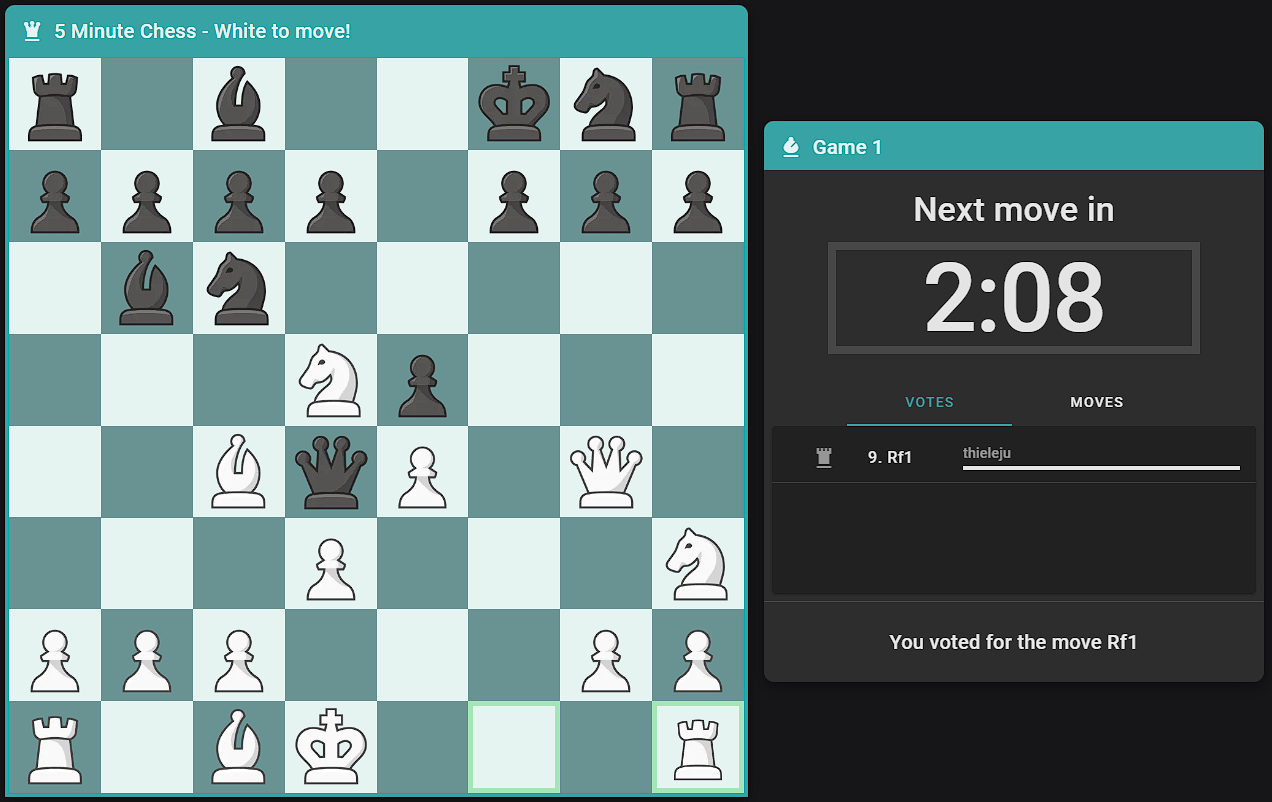 5 Minute Chess - White to move!
Game 1
Next move in
2:08
VOTES MOVES
9. Rf1 thieleju
You voted for the move Rf1